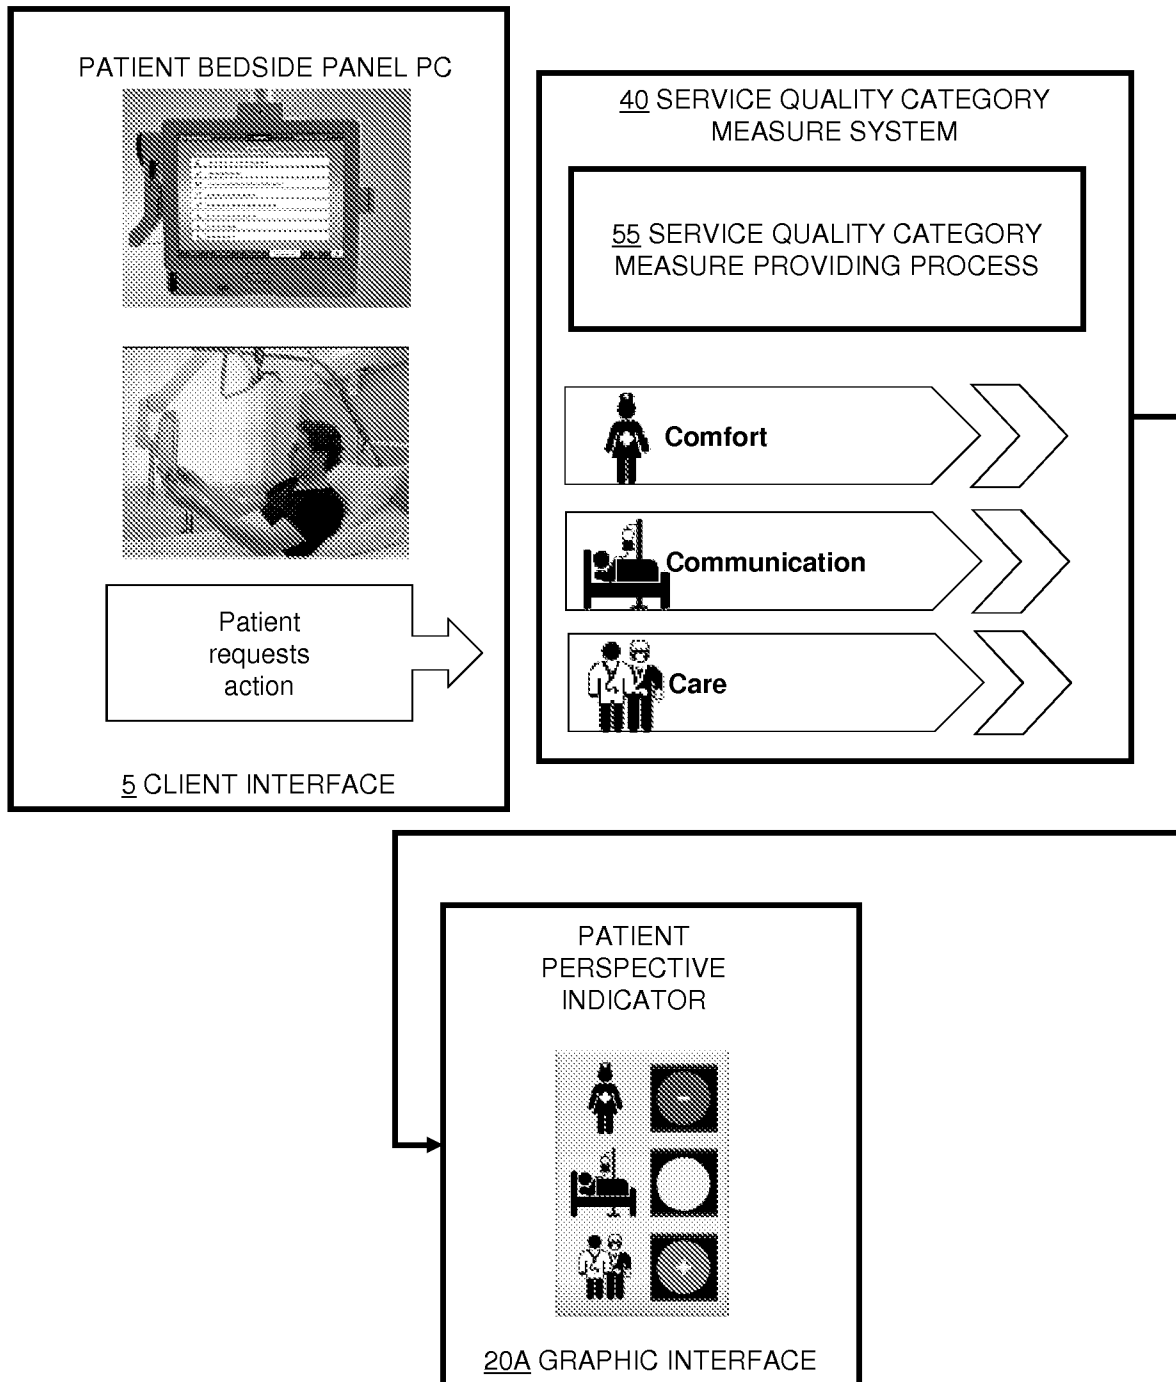 PATIENT BEDSIDE PANEL PC
Patient
requests
action
5 CLIENT INTERFACE
40 SERVICE QUALITY CATEGORY
MEASURE SYSTEM
55 SERVICE QUALITY CATEGORY
MEASURE PROVIDING PROCESS
Comfort
Communication
Care
PATIENT
PERSPECTIVE
INDICATOR
-
+
20A GRAPHIC INTERFACE